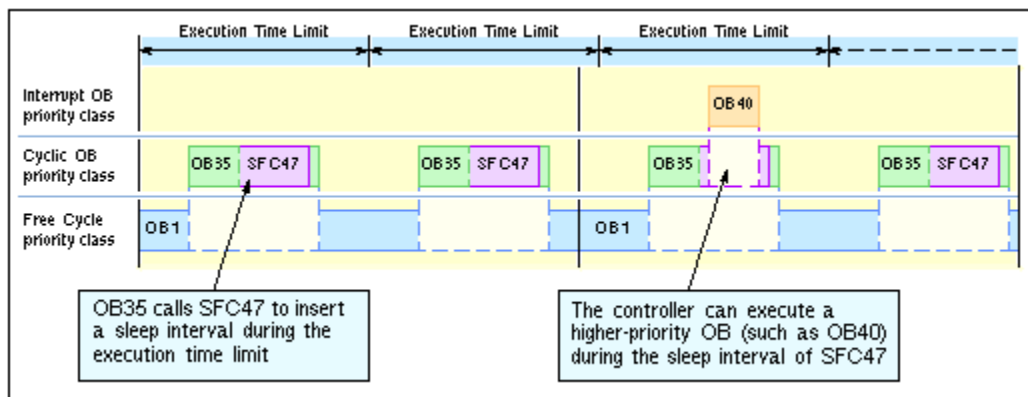 Execution Time Limit Execution Time Limit Execution Time Limit
Interrupt OB
priority class
OB40
Cyclic OB
priority class
OB35 SFC47 OB35 SFC47 OB35 OB35 SFC47
Free Cycle
priority class
OB1 OB1
OB35 calls SFC47 to insert
a sleep interval during the
execution time limit
The controller can execute a
higher-priority OB (such as OB40)
during the sleep interval of SFC47